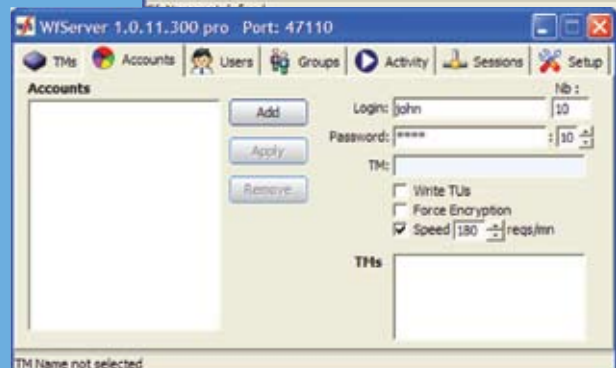 WfServer 1.0.11.300 pro Port: 47110
TMs Accounts Users Groups Activity Sessions Setup
Accounts
Nb :
Add
Login: john 10
Password: **** : 10
Apply
TM:
Remove
Write TUs
Force Encryption
Speed 180 reqs/mn
TMs
TM Name not selected